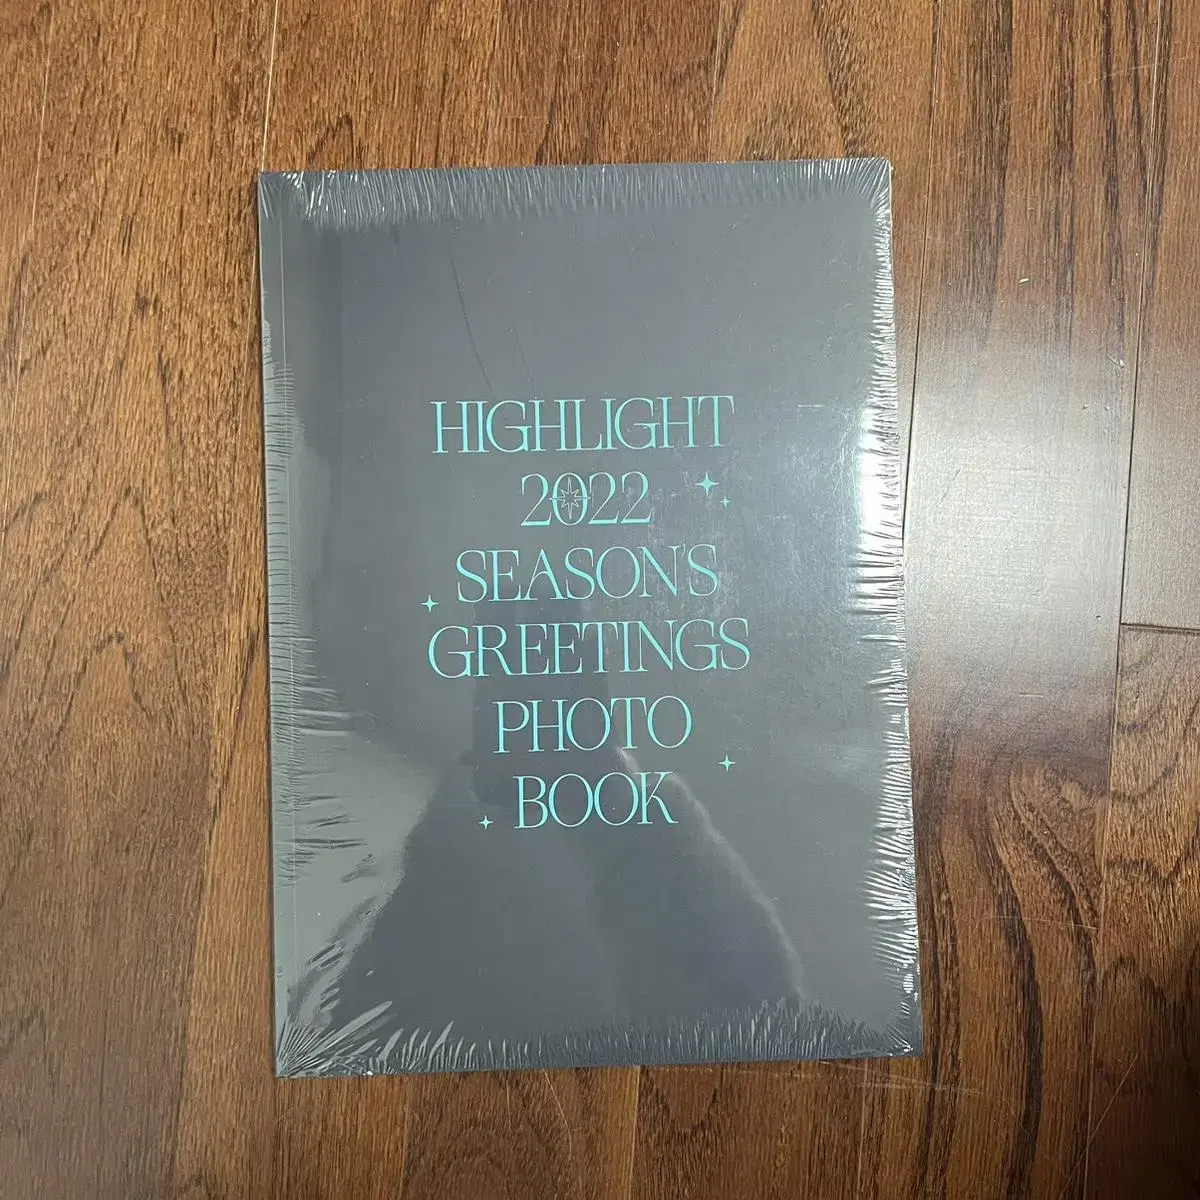 HIGHLIGHT
2022
SEASON'S
GREETINGS
PHOTO
BOOK